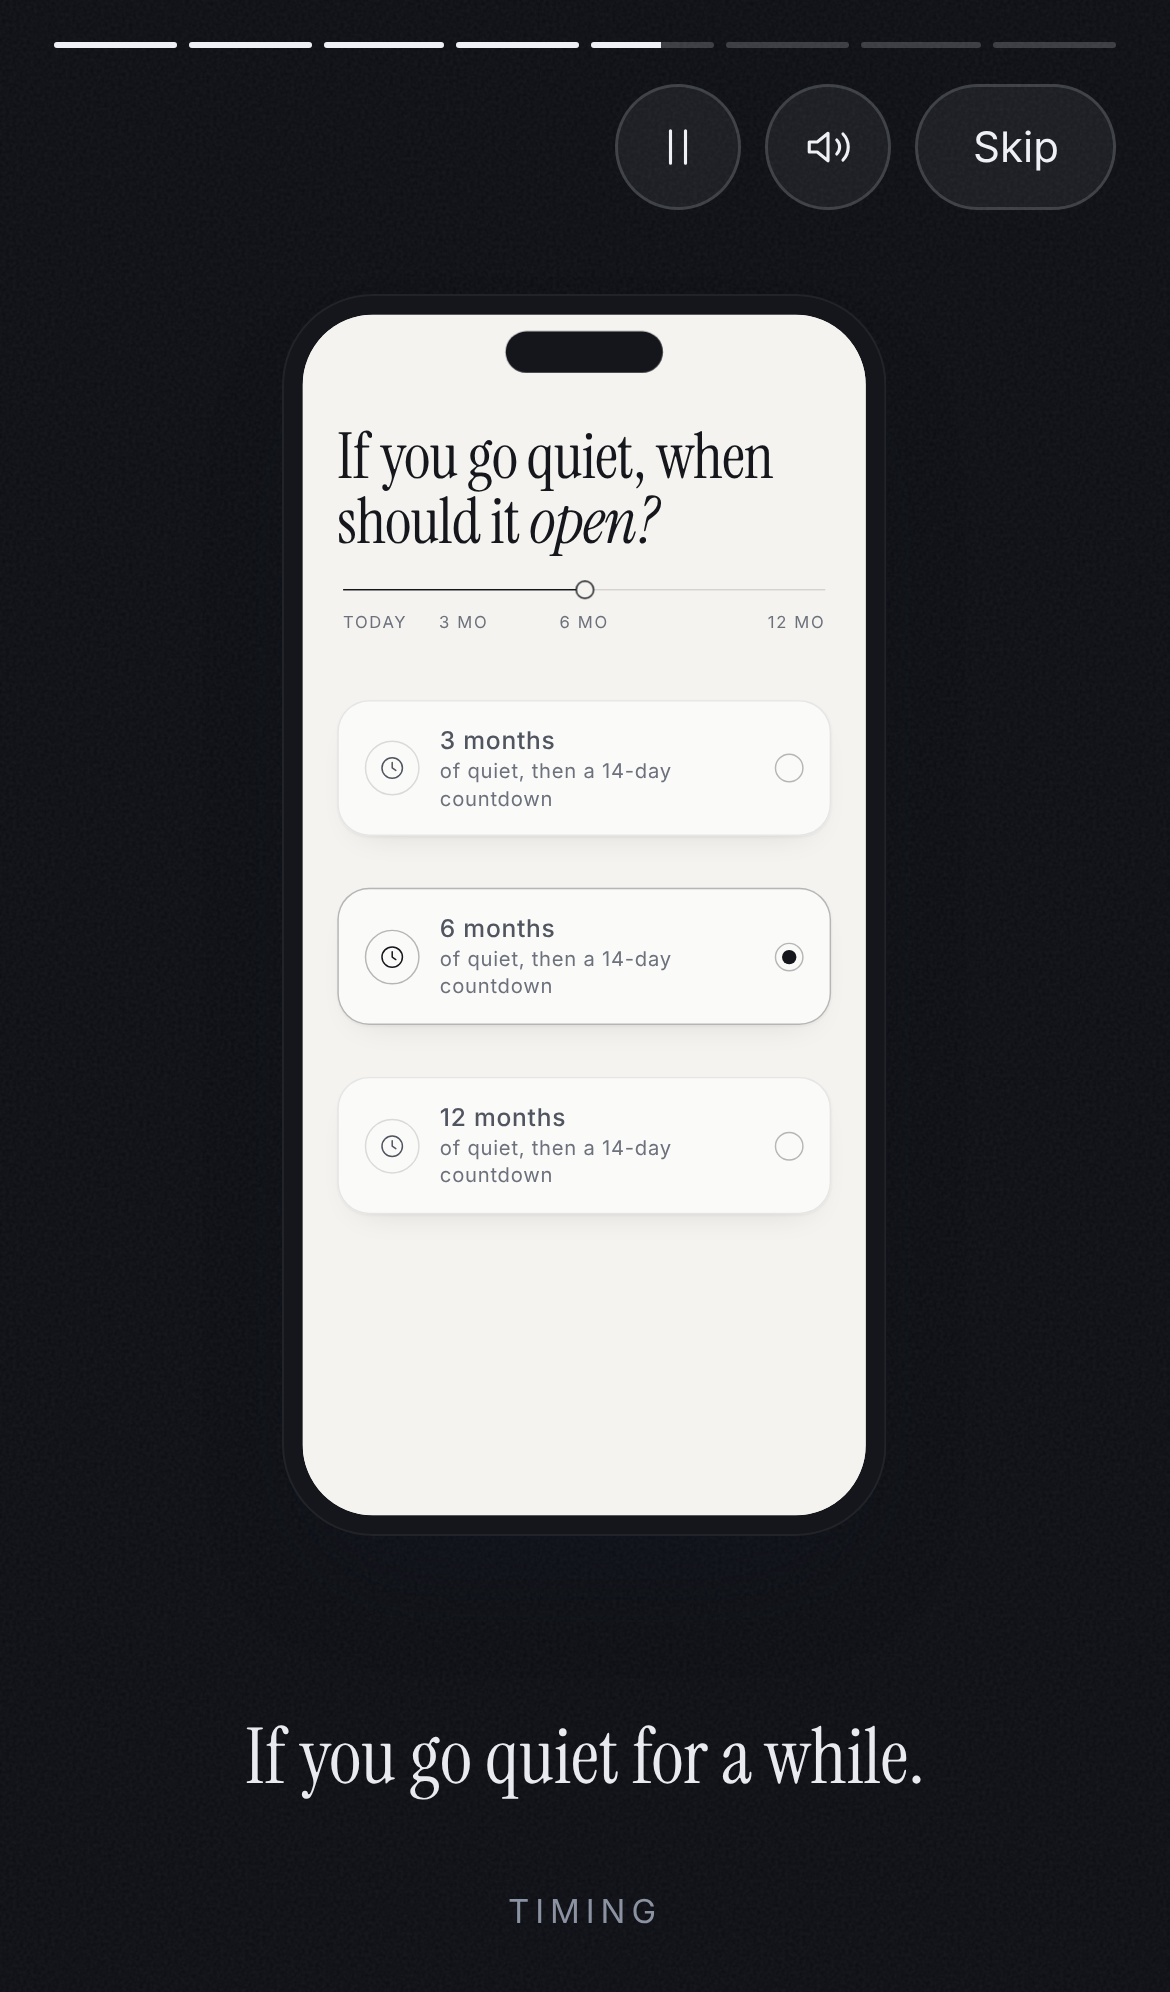 Skip
If you go quiet, when
should it open?
TODAY 3 MO 6 MO 12 MO
3 months
of quiet, then a 14-day
countdown
6 months
of quiet, then a 14-day
countdown
12 months
of quiet, then a 14-day
countdown
If you go quiet for a while.
TIMING